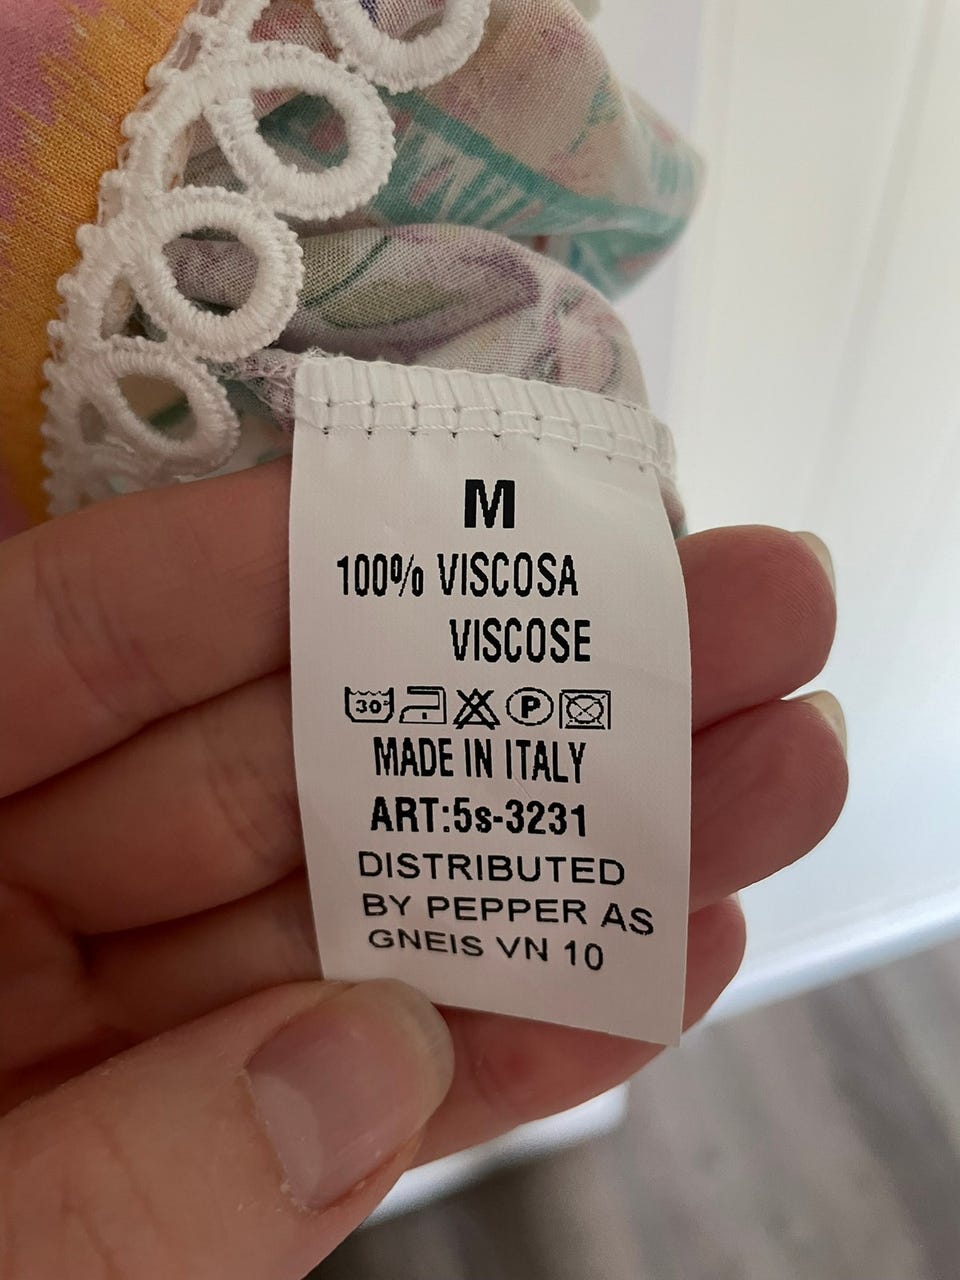 M
100% VISCOSA
VISCOSE
30° P
MADE IN ITALY
ART:5s-3231
DISTRIBUTED
BY PEPPER AS
GNEIS VN 10